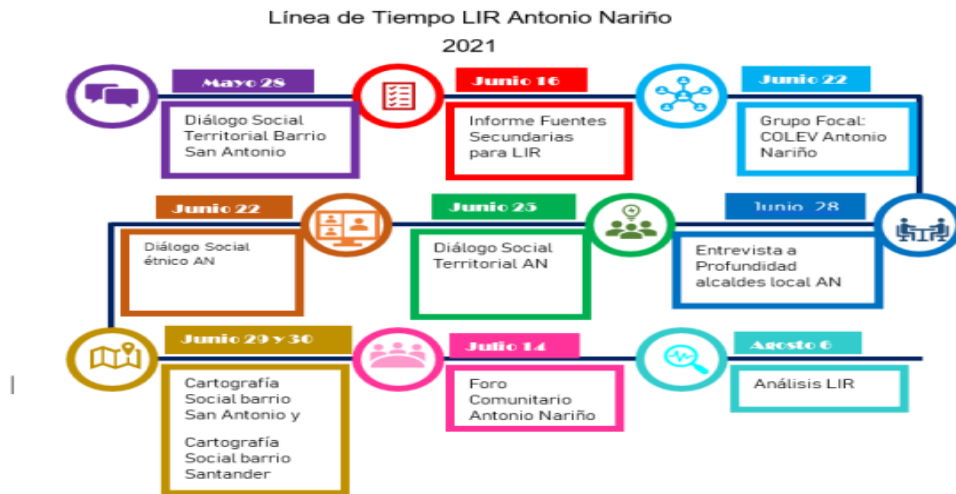 Línea de Tiempo LIR Antonio Nariño
2021
Mayo 28
Diálogo Social
Territorial Barrio
San Antonio
Junio 16
Informe Fuentes
Secundarias
para LIR
Junio 22
Grupo Focal:
COLEV Antonio
Nariño
Junio 22
Diálogo Social
étnico AN
Junio 25
Diálogo Social
Territorial AN
Junio 28
Entrevista a
Profundidad
alcaldes local AN
Junio 29 y 30
Cartografía
Social barrio
San Antonio y
Cartografía
Social barrio
Santander
Julio 14
Foro
Comunitario
Antonio Nariño
Agosto 6
Análisis LIR